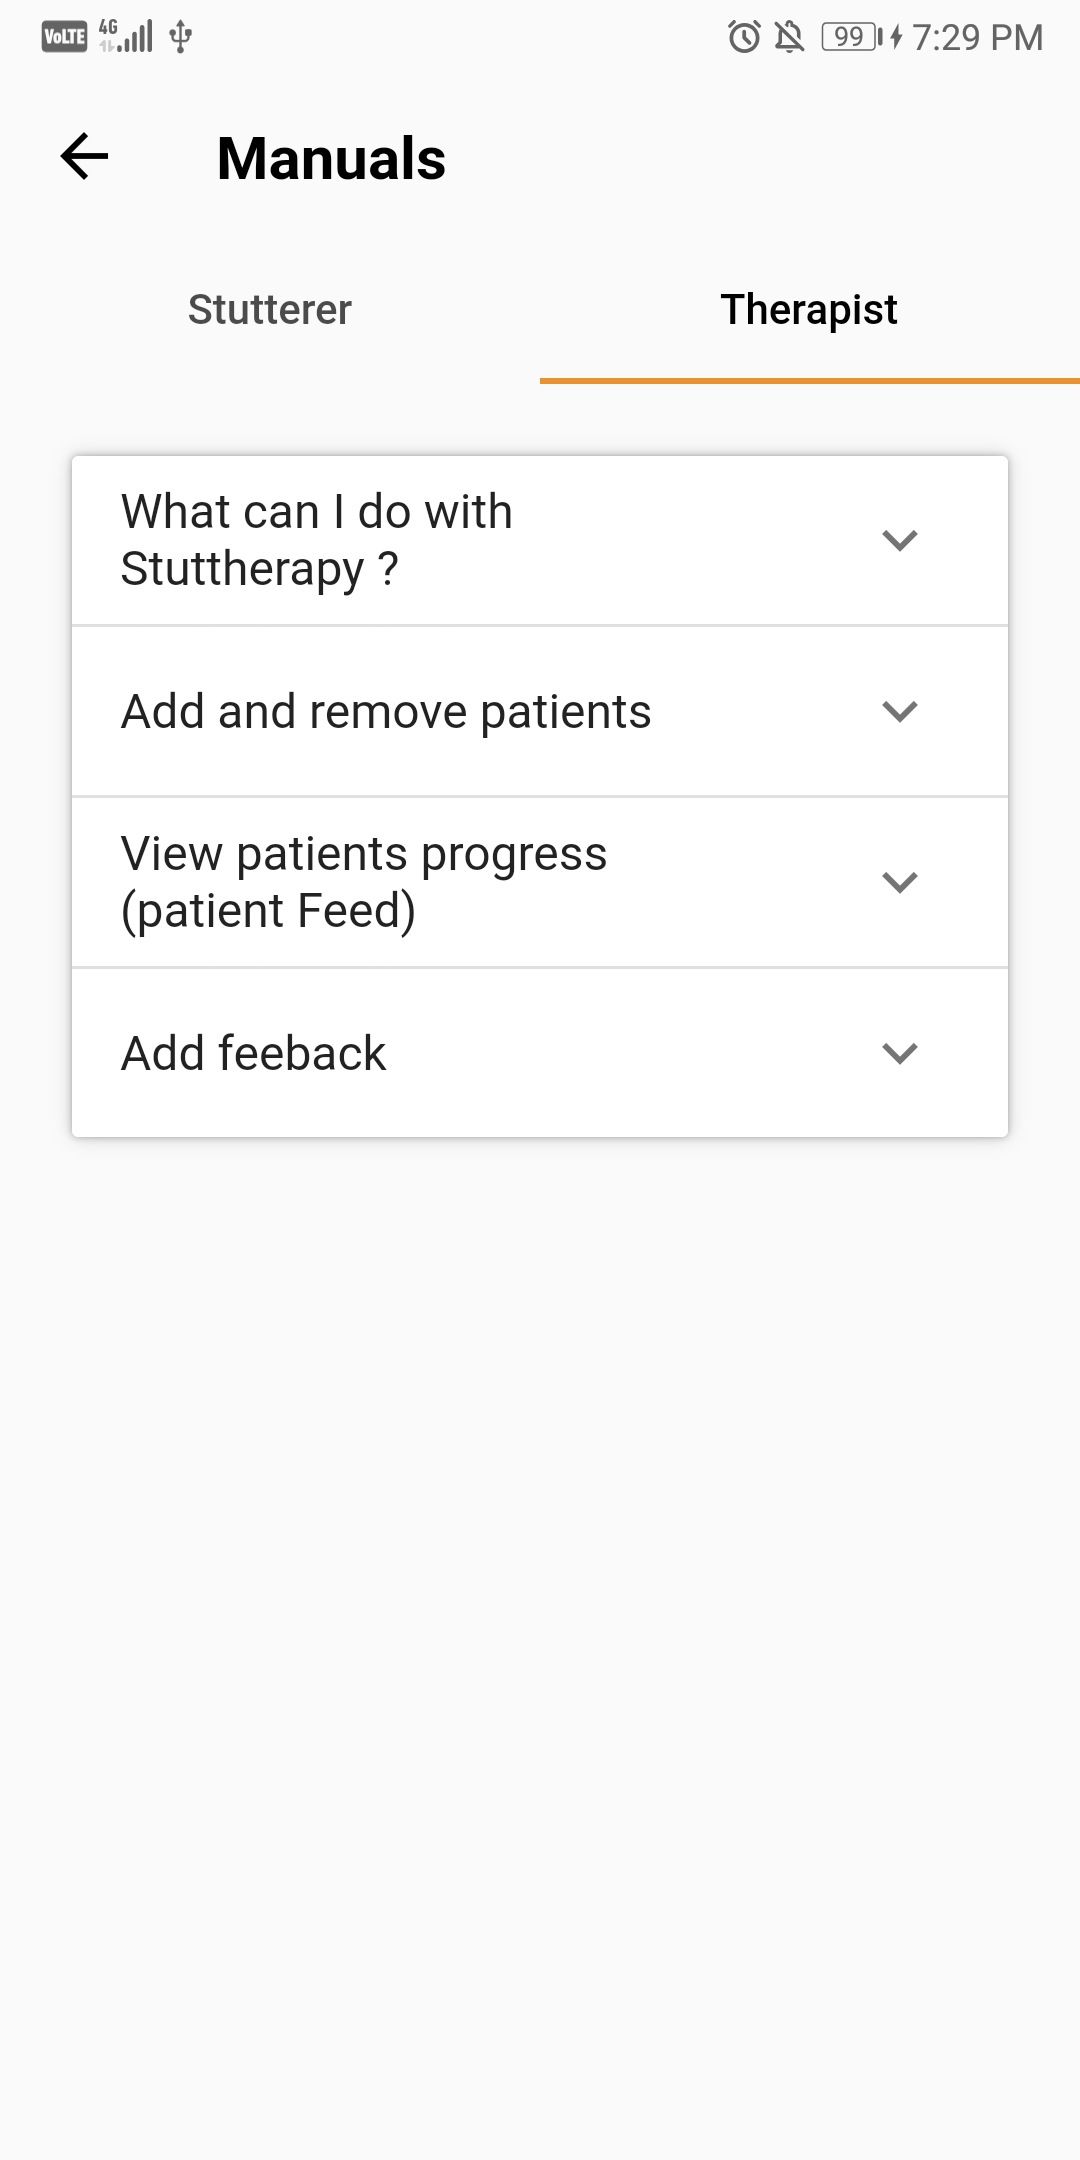 VoLTE 4G 99 7:29 PM
Manuals
Stutterer Therapist
What can I do with
Stuttherapy ?
Add and remove patients
View patients progress
(patient Feed)
Add feeback